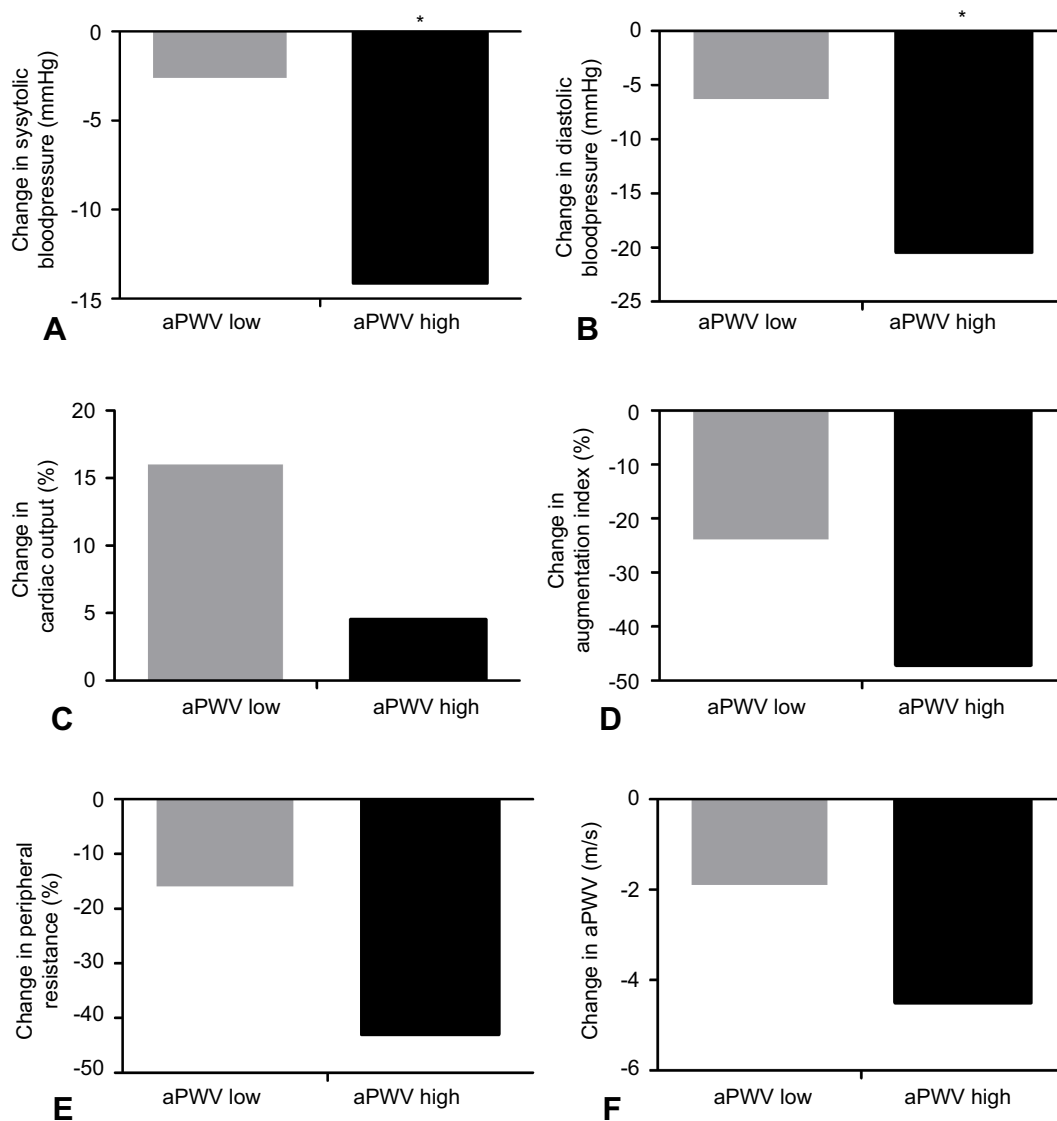 *
0
-5
-10
-15
Change in sysytolic
bloodpressure (mmHg)
aPWV low
aPWV high
A
*
0
-5
-10
-15
-20
-25
Change in diastolic
bloodpressure (mmHg)
aPWV low
aPWV high
B
20
15
10
5
0
Change in
cardiac output (%)
aPWV low
aPWV high
C
0
-10
-20
-30
-40
-50
Change in
augmentation index (%)
aPWV low
aPWV high
D
0
-10
-20
-30
-40
-50
Change in peripheral
resistance (%)
aPWV low
aPWV high
E
0
-2
-4
-6
Change in aPWV (m/s)
aPWV low
aPWV high
F